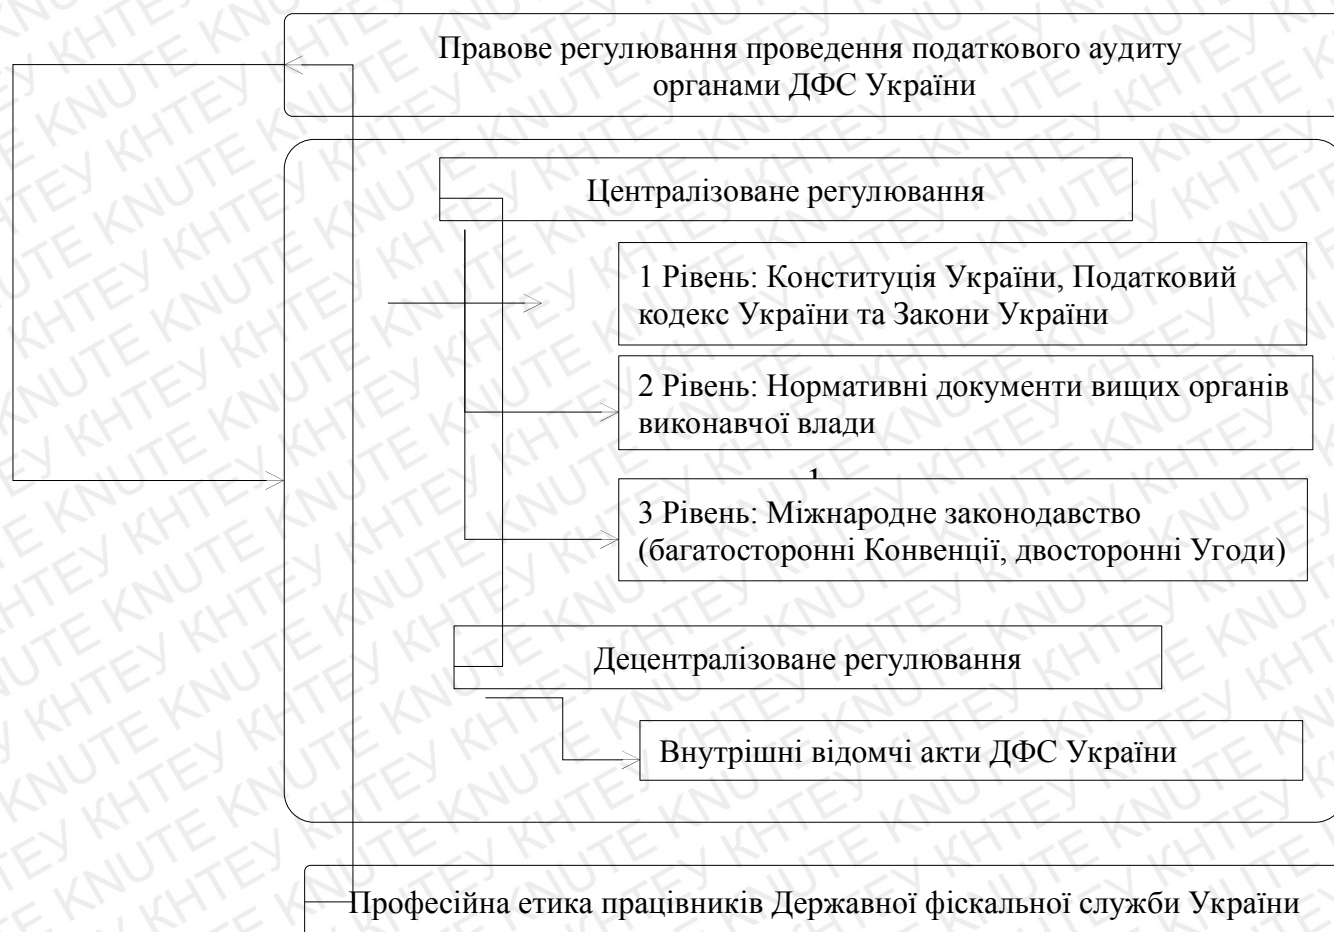 Правове регулювання проведення податкового аудиту
органами ДФС України
Централізоване регулювання
1 Рівень: Конституція України, Податковий
кодекс України та Закони України
2 Рівень: Нормативні документи вищих органів
виконавчої влади
1
3 Рівень: Міжнародне законодавство
(багатосторонні Конвенції, двосторонні Угоди)
Децентралізоване регулювання
Внутрішні відомчі акти ДФС України
Професійна етика працівників Державної фіскальної служби України